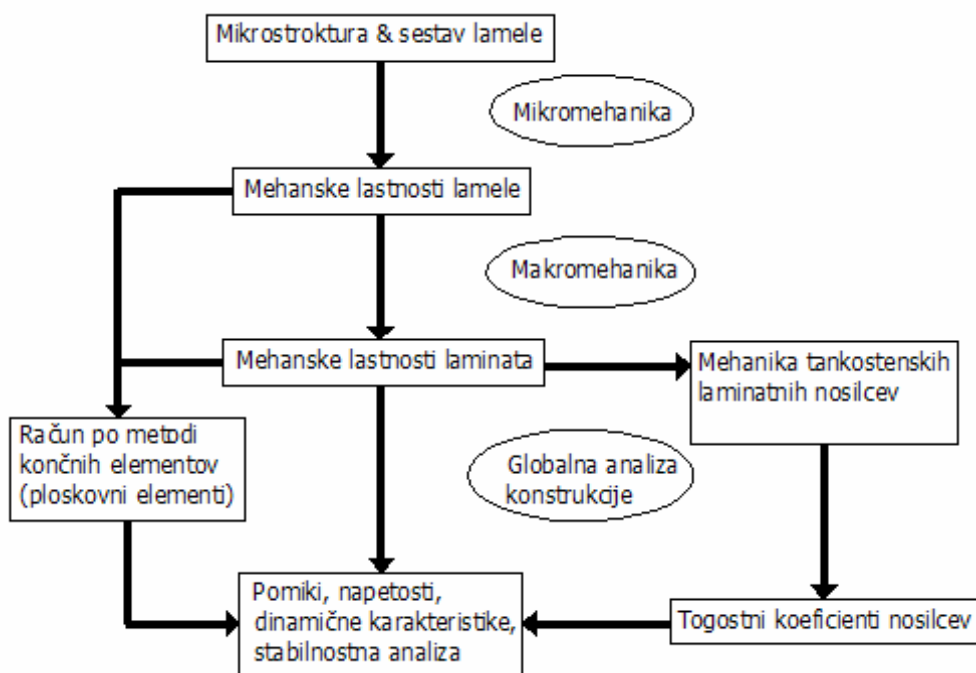 Mikrostroktura & sestav lamele
Mikromehanika
Mehanske lastnosti lamele
Makromehanika
Mehanske lastnosti laminata
Mehanika tankostenskih
laminatnih nosilcev
Račun po metodi
končnih elementov
(ploskovni elementi)
Globalna analiza
konstrukcije
Pomiki, napetosti,
dinamične karakteristike,
stabilnostna analiza
Togostni koeficienti nosilcev